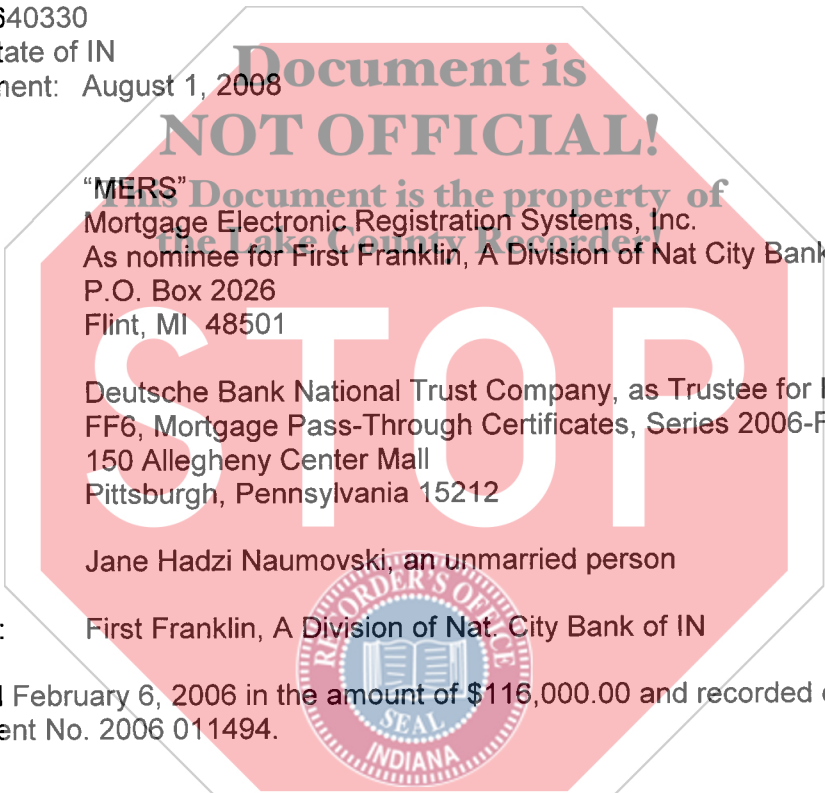 640330
tate of IN
nent: August 1, 2008
Document is
NOT OFFICIAL!
This Document is the property of
the Lake County Recorder!
"MERS"
Mortgage Electronic Registration Systems, Inc.
As nominee for First Franklin, A Division of Nat City Bank
P.O. Box 2026
Flint, MI 48501
STOP
Deutsche Bank National Trust Company, as Trustee for
FF6, Mortgage Pass-Through Certificates, Series 2006-F
150 Allegheny Center Mall
Pittsburgh, Pennsylvania 15212
Jane Hadzi Naumovski, an unmarried person
: First Franklin, A Division of Nat. City Bank of IN
February 6, 2006 in the amount of $116,000.00 and recorded
ent No. 2006 011494.
RECORDER'S OFFICE
SEAL
INDIANA